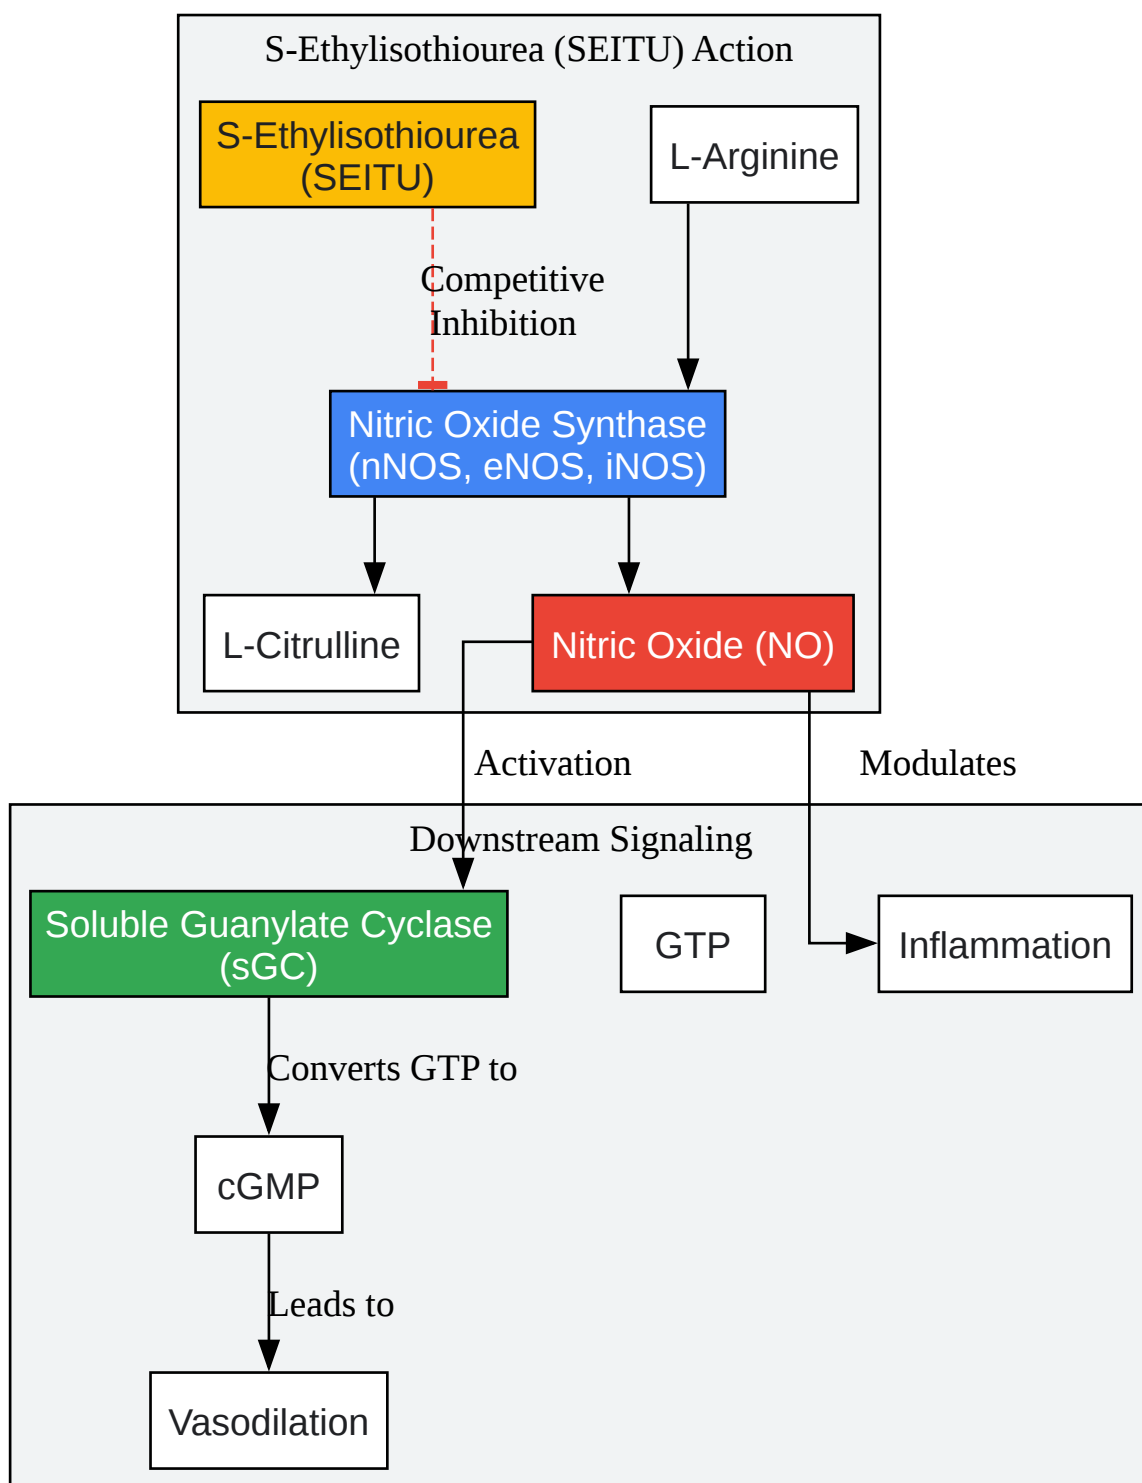 S-Ethylisothiourea (SEITU) Action
S-Ethylisothiourea
(SEITU)
L-Arginine
Competitive
Inhibition
Nitric Oxide Synthase
(nNOS, eNOS, iNOS)
L-Citrulline
Nitric Oxide (NO)
Activation
Modulates
Downstream Signaling
Soluble Guanylate Cyclase
(sGC)
GTP
Inflammation
Converts GTP to
cGMP
Leads to
Vasodilation